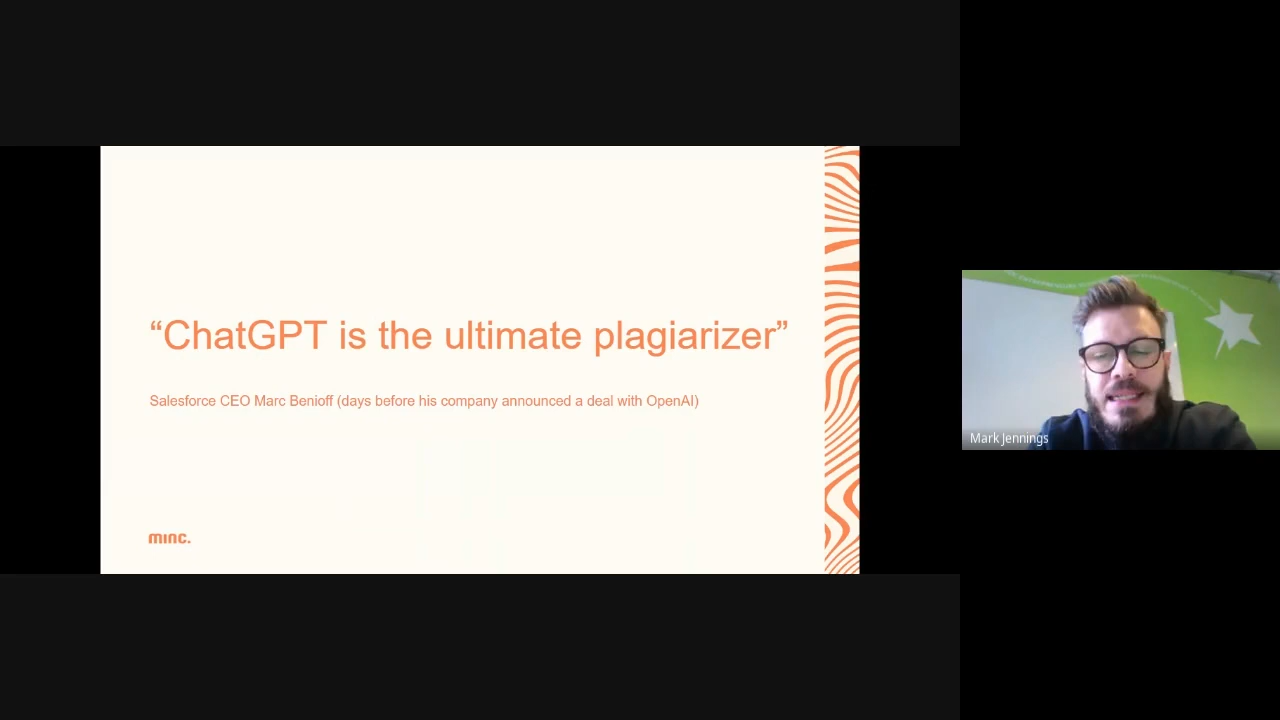 “ChatGPT is the ultimate plagiarizer”
Salesforce CEO Marc Benioff (days before his company announced a deal with OpenAI)
minc.
Mark Jennings